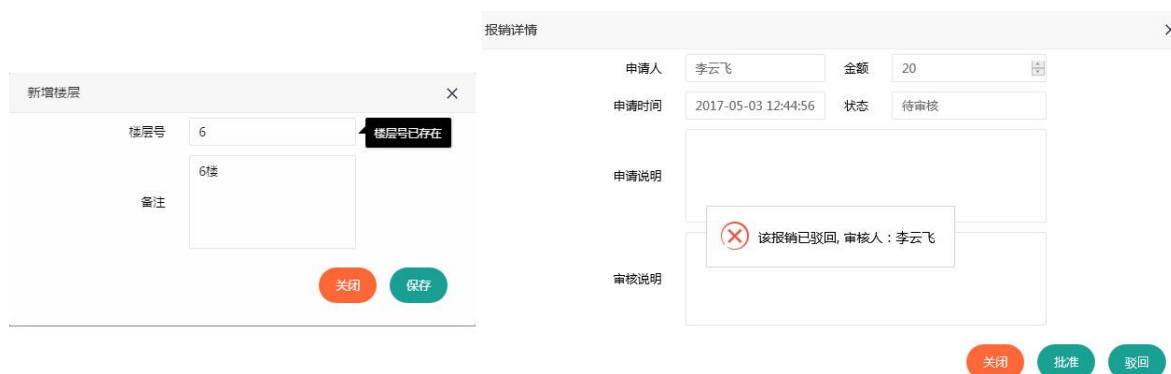 新增楼层
楼层号 6 楼层号已存在
备注 6楼
关闭 保存
报销详情
申请人 李云飞 金额 20
申请时间 2017-05-03 12:44:56 状态 待审核
申请说明
该报销已驳回, 审核人：李云飞
审核说明
关闭 批准 驳回